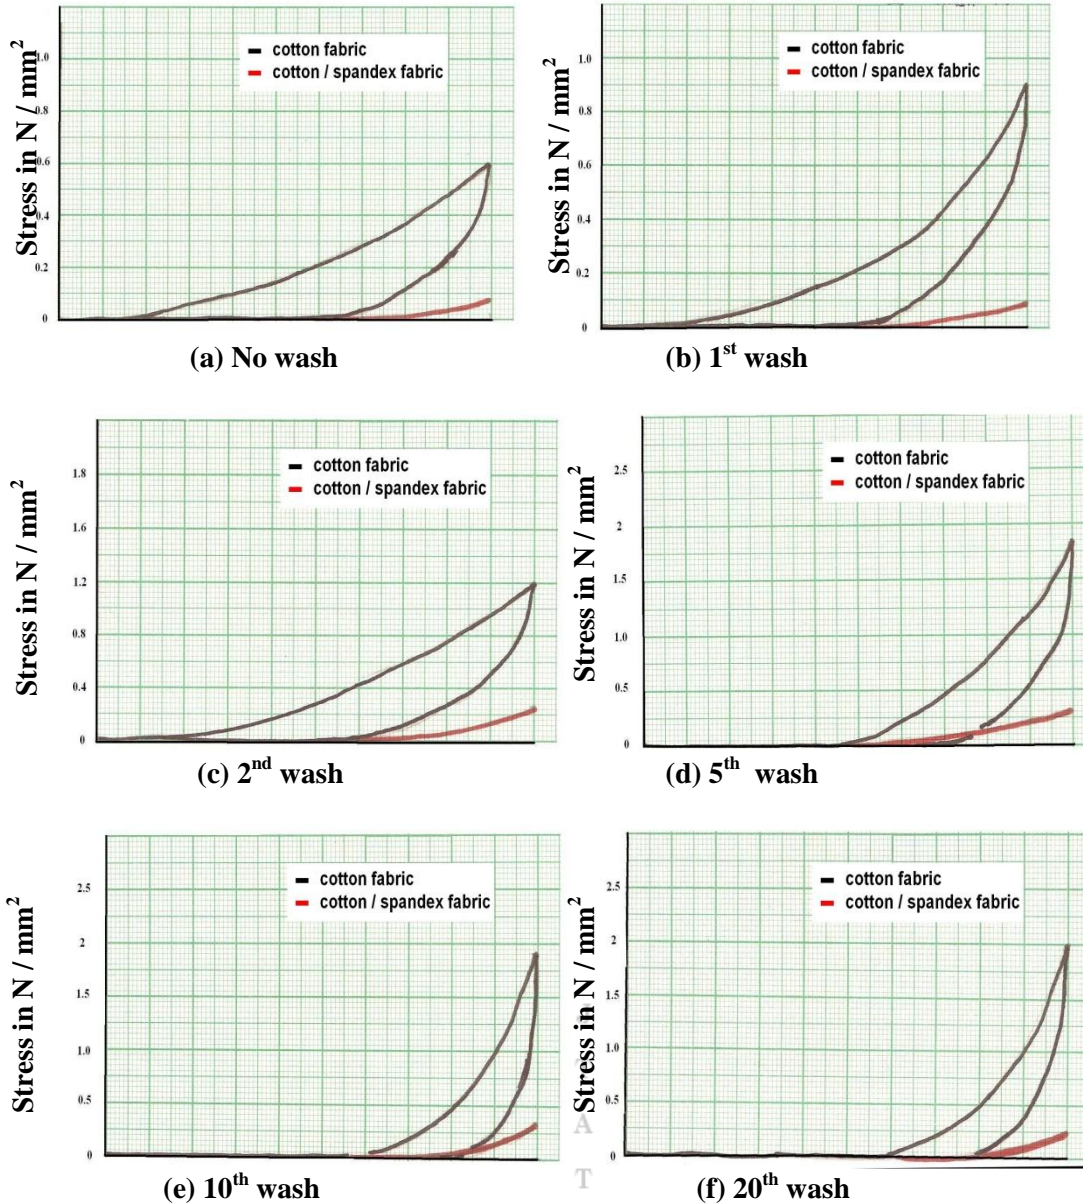 Stress in N / mm²
cotton fabric
cotton / spandex fabric
1.0
0.8
0.6
0.4
0.2
0
(a) No wash
Stress in N / mm²
cotton fabric
cotton / spandex fabric
1.0
0.8
0.6
0.4
0.2
0
(b) 1st wash
Stress in N / mm²
cotton fabric
cotton / spandex fabric
1.8
1.6
1.2
0.8
0.4
0
(c) 2nd wash
Stress in N / mm²
cotton fabric
cotton / spandex fabric
2.5
2
1.5
1.0
0.5
0
(d) 5th wash
Stress in N / mm²
cotton fabric
cotton / spandex fabric
2.5
2
1.5
1.0
0.5
0
(e) 10th wash
Stress in N / mm²
cotton fabric
cotton / spandex fabric
2.5
2
1.5
1.0
0.5
0
A
T
(f) 20th wash